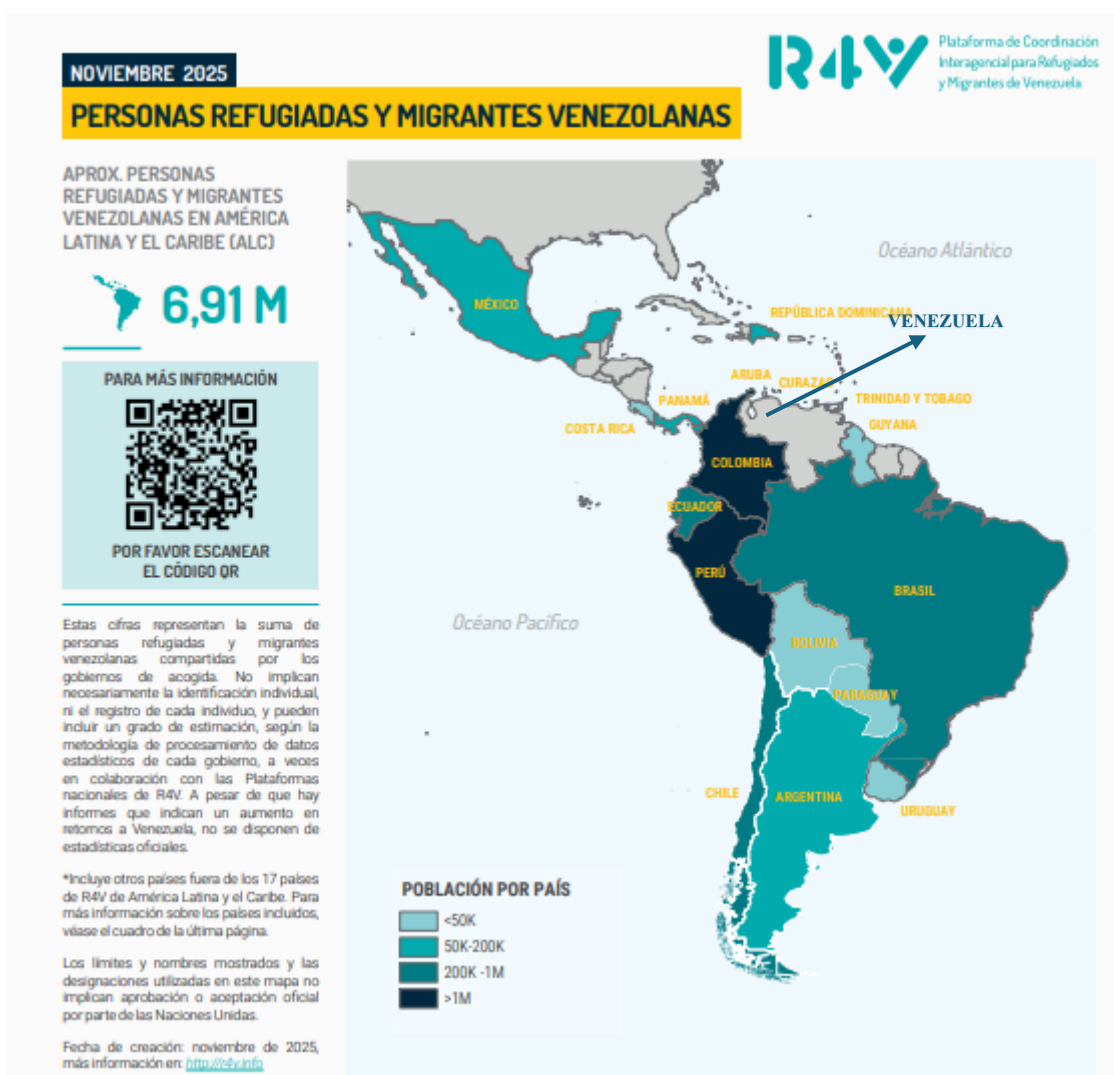 NOVIEMBRE 2025
PERSONAS REFUGIADAS Y MIGRANTES VENEZOLANAS
R4V
Plataforma de Coordinación
Interagencial para Refugiados
y Migrantes de Venezuela
APROX. PERSONAS
REFUGIADAS Y MIGRANTES
VENEZOLANAS EN AMÉRICA
LATINA Y EL CARIBE (ALC)
6,91 M
PARA MÁS INFORMACIÓN
POR FAVOR ESCANEAR
EL CÓDIGO QR
Estas cifras representan la suma de
personas refugiadas y migrantes
venezolanas compartidas por los
gobiernos de acogida. No implican
necesariamente la identificación individual,
ni el registro de cada individuo, y pueden
incluir un grado de estimación, según la
metodología de procesamiento de datos
estadísticos de cada gobierno, a veces
en colaboración con las Plataformas
nacionales de R4V. A pesar de que hay
informes que indican un aumento en
retornos a Venezuela, no se disponen de
estadísticas oficiales.
*Incluye otros países fuera de los 17 países
de R4V de América Latina y el Caribe. Para
más información sobre los países incluidos,
véase el cuadro de la última página.
Los límites y nombres mostrados y las
designaciones utilizadas en este mapa no
implican aprobación o aceptación oficial
por parte de las Naciones Unidas.
Fecha de creación: noviembre de 2025,
más información en: http://r4v.info
Océano Atlántico
MÉXICO
REPÚBLICA DOMINICANA
VENEZUELA
ARUBA
CURAZAO
PANAMÁ
TRINIDAD Y TOBAGO
COSTA RICA
GUYANA
COLOMBIA
ECUADOR
PERÚ
BRASIL
Océano Pacífico
BOLIVIA
PARAGUAY
CHILE
ARGENTINA
URUGUAY
POBLACIÓN POR PAÍS
<50K
50K-200K
200K -1M
>1M